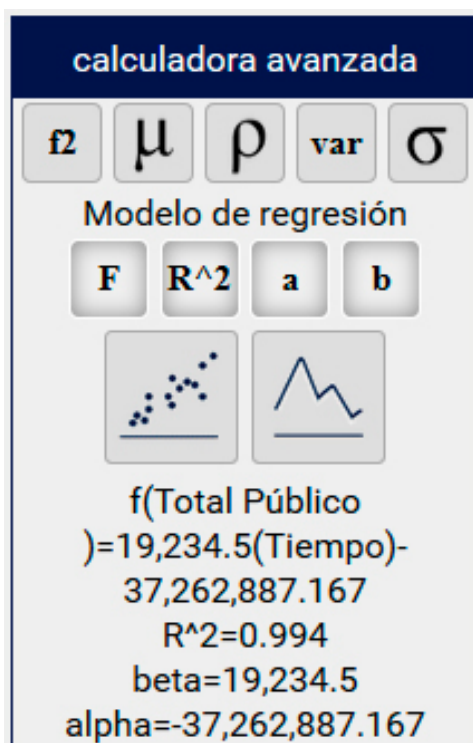 calculadora avanzada
f2 μ ρ var σ
Modelo de regresión
F R^2 a b
f(Total Público
)=19,234.5(Tiempo)-
37,262,887.167
R^2=0.994
beta=19,234.5
alpha=-37,262,887.167